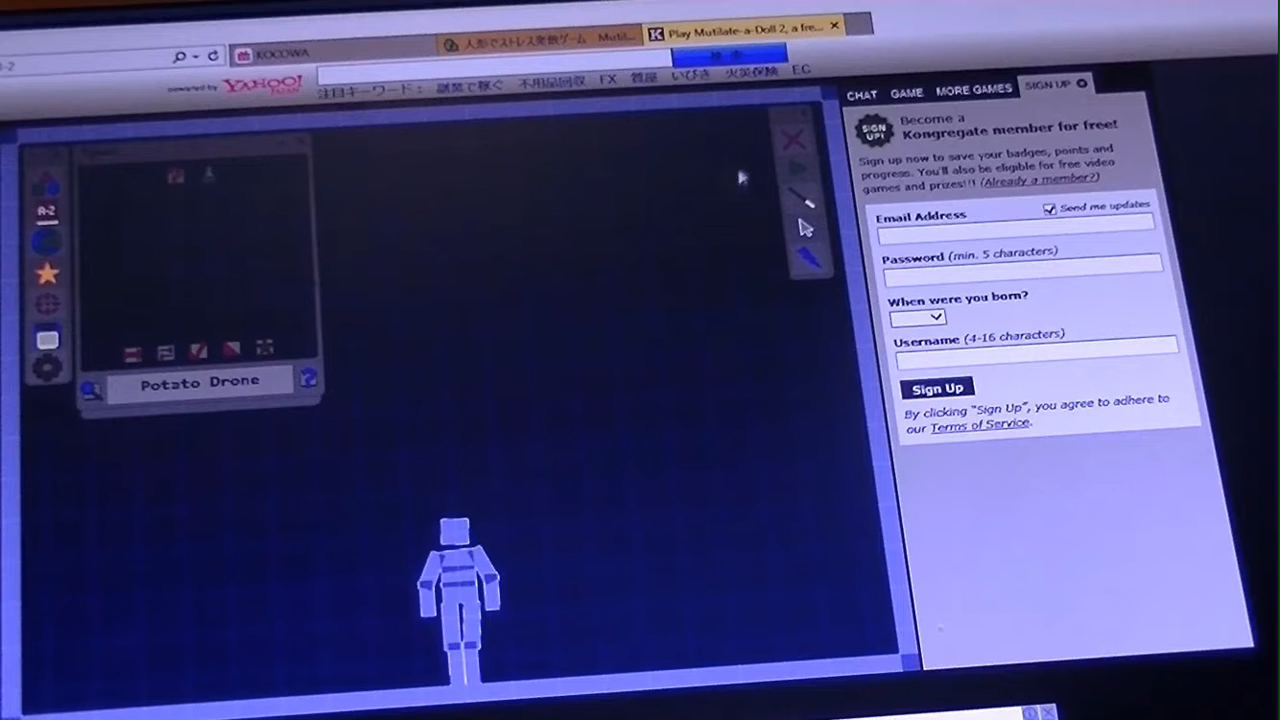 -2
KOCOWA
人形でストレス発散ゲーム Mutil...
K Play Mutilate-a-Doll 2, a fre...
powered by YAHOO! JAPAN
検索
注目キーワード： 副業で稼ぐ 不用品回収 FX 質屋 いびき 火災保険 EC
CHAT GAME MORE GAMES SIGN UP
SIGN UP!
Become a
Kongregate member for free!
Sign up now to save your badges, points and
progress. You'll also be eligible for free video
games and prizes!!! (Already a member?)
Email Address Send me updates
Password (min. 5 characters)
When were you born?
Username (4-16 characters)
Sign Up
By clicking "Sign Up", you agree to adhere to
our Terms of Service.
A-Z
Potato Drone
?